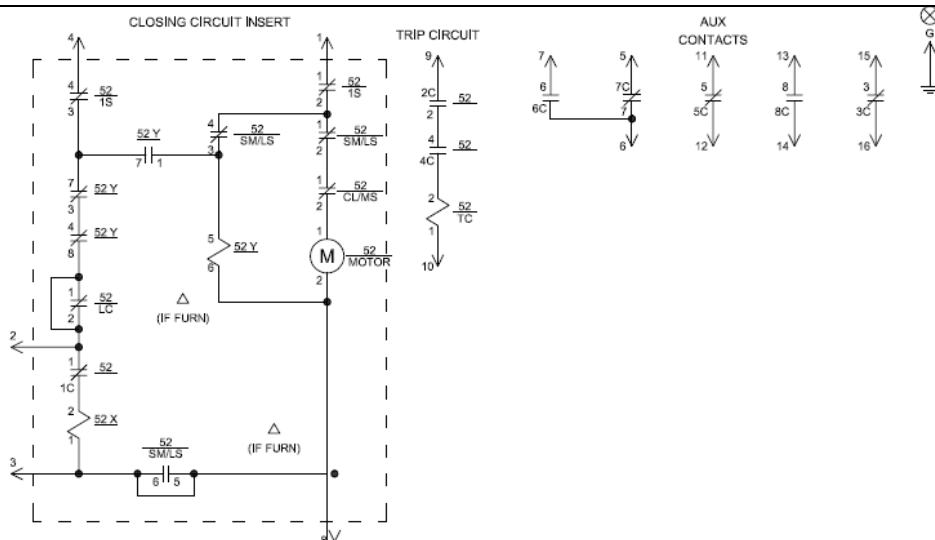 CLOSING CIRCUIT INSERT
TRIP CIRCUIT
AUX
CONTACTS
G
4
1
9
7
5
11
13
15
4
52
1S
3
1
52
1S
2
2C
52
2
6
6C
7C
7
5
5C
8
8C
3
3C
52 Y
7 1
4
52
SM/LS
3
1
52
SM/LS
2
4
52
4C
6
12
14
16
7
52 Y
3
1
52
CL/MS
2
2
52
TC
1
4
52 Y
8
5
52 Y
6
1
M
52
MOTOR
2
10
1
52
LC
2
△
(IF FURN)
2
1
52
1C
2
52 X
1
△
(IF FURN)
3
52
SM/LS
6 5